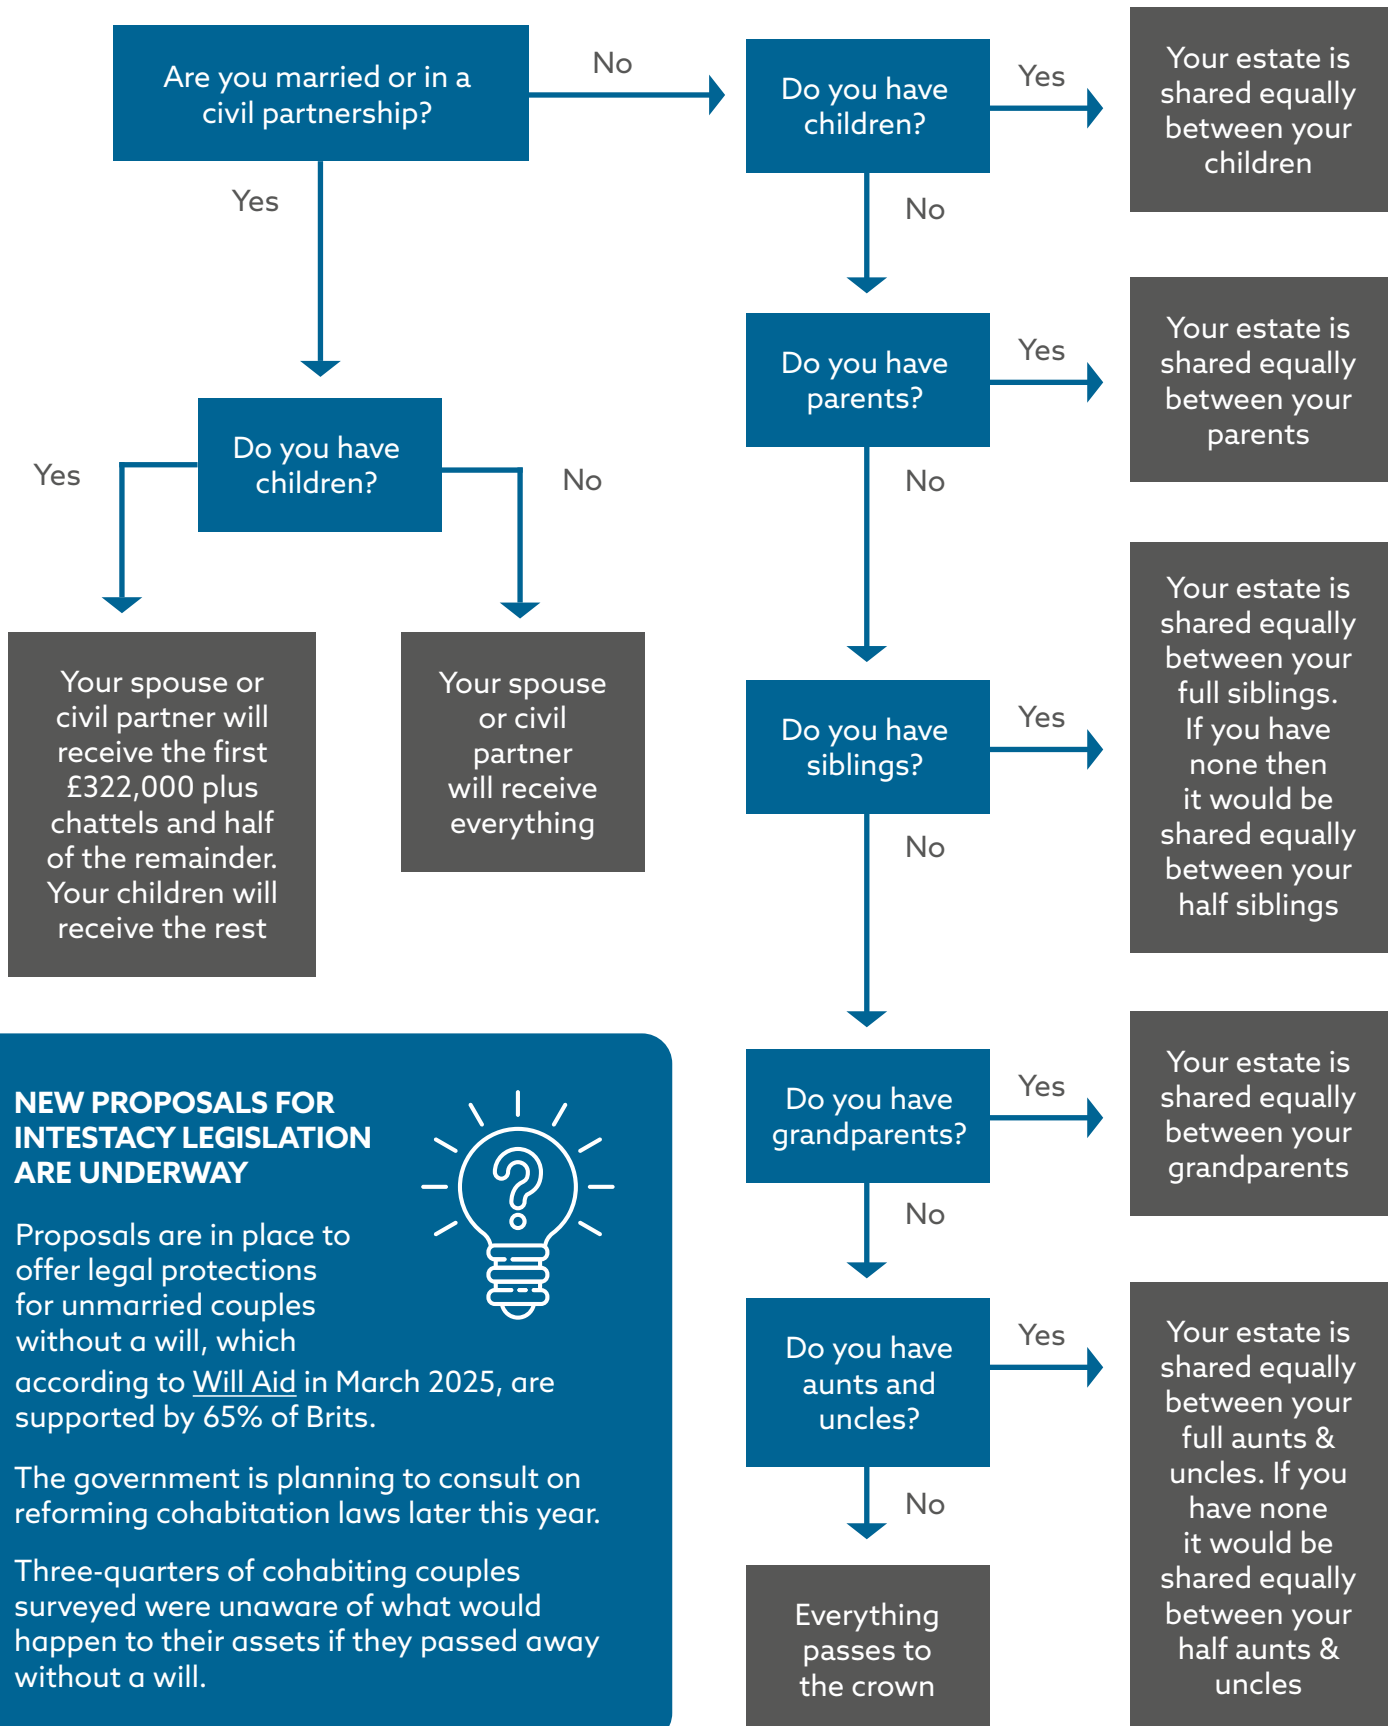 Are you married or in a
civil partnership?
No
Do you have
children?
Yes
Your estate is
shared equally
between your
children
Yes
No
Do you have
parents?
Yes
Your estate is
shared equally
between your
parents
Do you have
children?
Yes
No
No
Your spouse or
civil partner will
receive the first
£322,000 plus
chattels and half
of the remainder.
Your children will
receive the rest
Your spouse
or civil
partner
will receive
everything
Do you have
siblings?
Yes
Your estate is
shared equally
between your
full siblings.
If you have
none then
it would be
shared equally
between your
half siblings
No
Do you have
grandparents?
Yes
Your estate is
shared equally
between your
grandparents
No
Do you have
aunts and
uncles?
Yes
Your estate is
shared equally
between your
full aunts &
uncles. If you
have none
it would be
shared equally
between your
half aunts &
uncles
No
Everything
passes to
the crown
NEW PROPOSALS FOR
INTESTACY LEGISLATION
ARE UNDERWAY
?
Proposals are in place to
offer legal protections
for unmarried couples
without a will, which
according to Will Aid in March 2025, are
supported by 65% of Brits.
The government is planning to consult on
reforming cohabitation laws later this year.
Three-quarters of cohabiting couples
surveyed were unaware of what would
happen to their assets if they passed away
without a will.